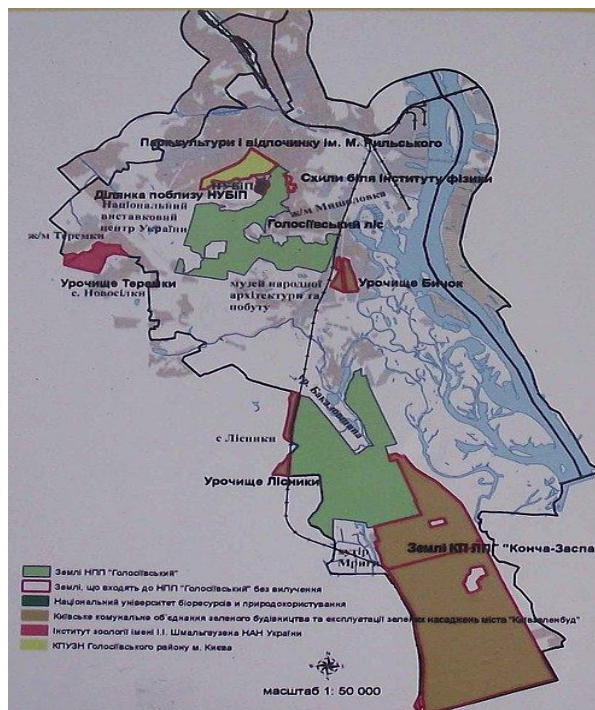 Парк культури і відпочинку ім. М. Рильського
НУБІП
Схили біля Інституту фізики
Ділянка поблизу НУБІП
Національний
виставковий
центр України
ж/м Мишоловка
Голосіївський ліс
ж/м Теремки
Урочище Теремки
с. Новосілки
музей народної
архітектури та
побуту
Урочище Бичок
с Лісники
Урочище Лісники
хутір
Землі КП ЛПГ "Конча-Заспа
Землі НПП "Голосіївський"
Землі, що входять до НПП "Голосіївський" без вилучення
Національний університет біоресурсів и природокористування
Київське комунальне об'єднання зеленого будівництва та експлуатації зелених насаджень міста "Київзеленбуд"
Інститут зоології імені І.І. Шмальгаузена НАН України
КПУЗН Голосіївського району м. Києва
масштаб 1: 50 000